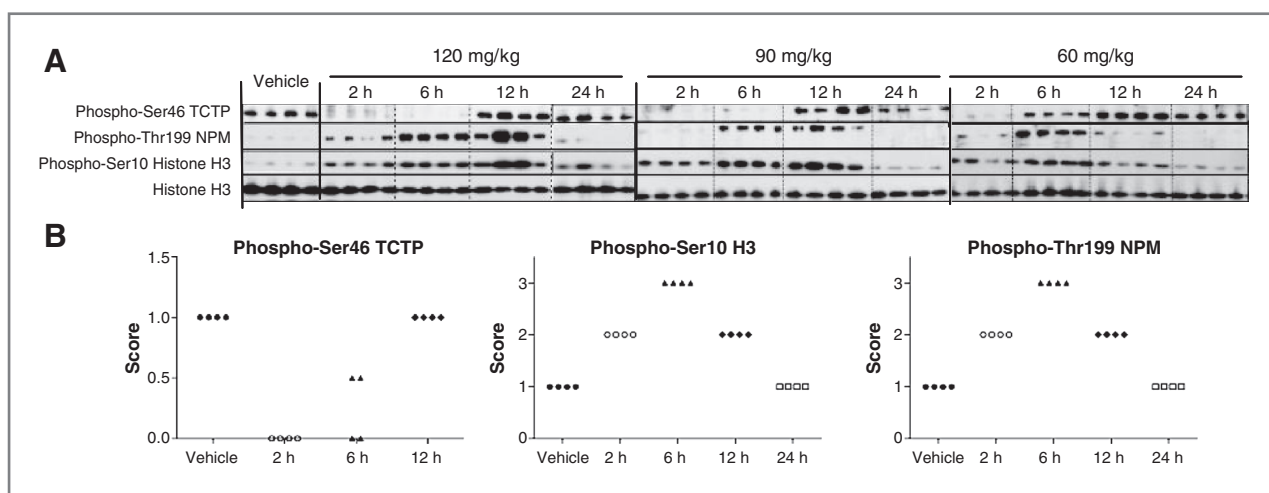 A
120 mg/kg 90 mg/kg 60 mg/kg
Vehicle 2 h 6 h 12 h 24 h 2 h 6 h 12 h 24 h 2 h 6 h 12 h 24 h
Phospho-Ser46 TCTP
Phospho-Thr199 NPM
Phospho-Ser10 Histone H3
Histone H3
B
Phospho-Ser46 TCTP
Score
1.5
1.0
0.5
0.0
Vehicle 2 h 6 h 12 h
Phospho-Ser10 H3
Score
3
2
1
0
Vehicle 2 h 6 h 12 h 24 h
Phospho-Thr199 NPM
Score
3
2
1
0
Vehicle 2 h 6 h 12 h 24 h